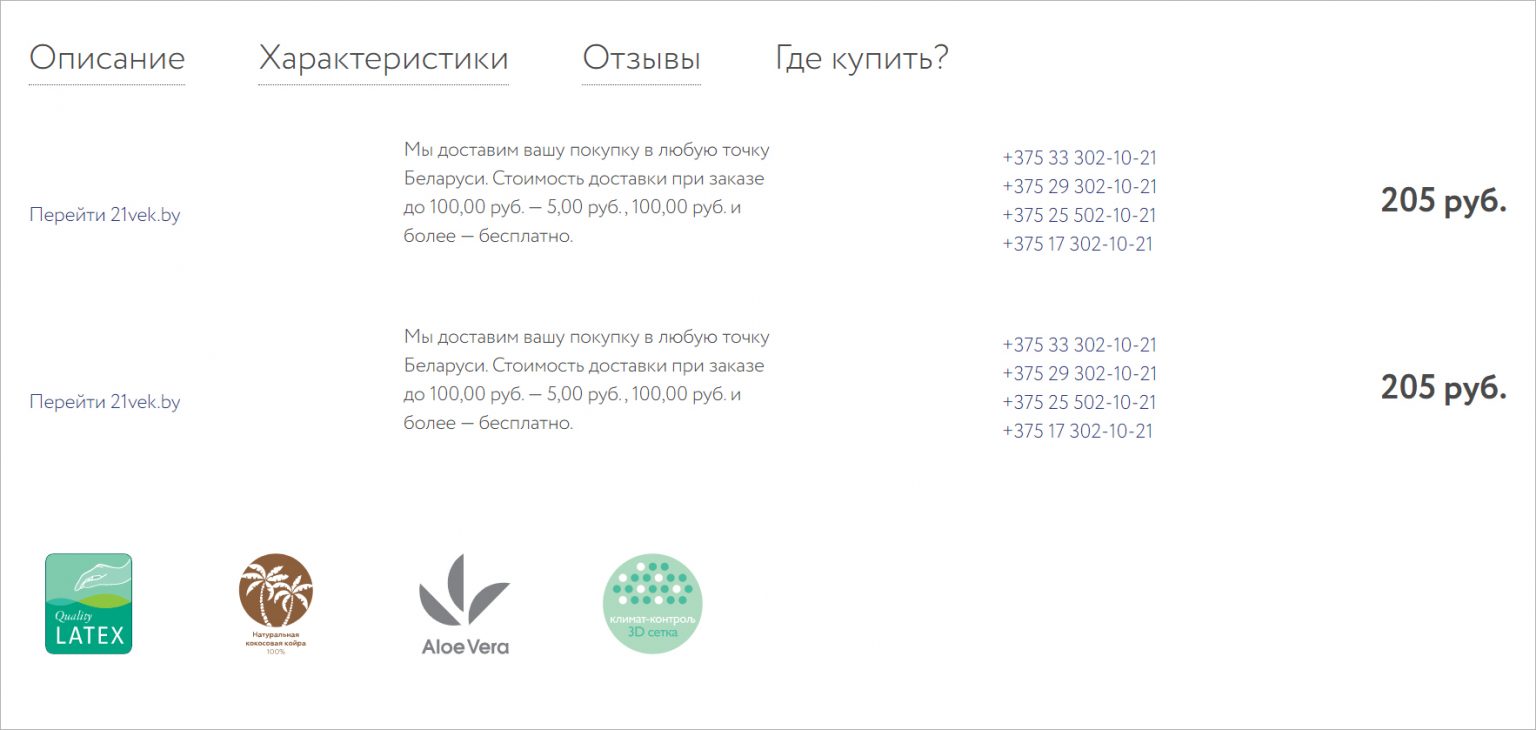 Описание Характеристики Отзывы Где купить?
Мы доставим вашу покупку в любую точку
Беларуси. Стоимость доставки при заказе
до 100,00 руб. — 5,00 руб., 100,00 руб. и
более — бесплатно.
Перейти 21vek.by
+375 33 302-10-21
+375 29 302-10-21
+375 25 502-10-21
+375 17 302-10-21
205 руб.
Мы доставим вашу покупку в любую точку
Беларуси. Стоимость доставки при заказе
до 100,00 руб. — 5,00 руб., 100,00 руб. и
более — бесплатно.
Перейти 21vek.by
+375 33 302-10-21
+375 29 302-10-21
+375 25 502-10-21
+375 17 302-10-21
205 руб.
Quality
LATEX
Натуральная
кокосовая койра
100%
Aloe Vera
климат-контроль
3D сетка